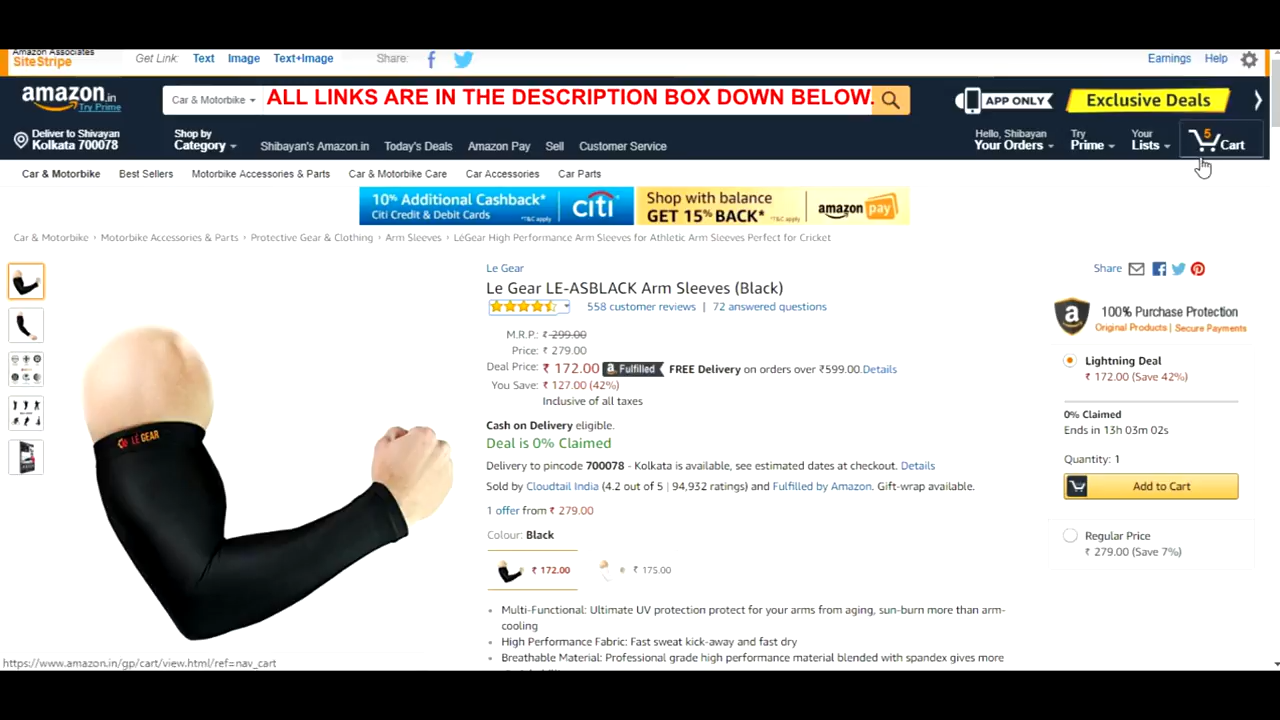 Amazon Associates
SiteStripe
Get Link: Text Image Text+Image Share:
Earnings Help
amazon.in
Try Prime
Car & Motorbike
ALL LINKS ARE IN THE DESCRIPTION BOX DOWN BELOW.
APP ONLY
Exclusive Deals
Deliver to Shivayan
Kolkata 700078
Shop by
Category
Shibayan's Amazon.in Today's Deals Amazon Pay Sell Customer Service
Hello, Shibayan
Your Orders
Try
Prime
Your
Lists
5
Cart
Car & Motorbike Best Sellers Motorbike Accessories & Parts Car & Motorbike Care Car Accessories Car Parts
10% Additional Cashback*
Citi Credit & Debit Cards *T&C apply
citi
Shop with balance
GET 15% BACK* *T&C apply
amazon pay
Car & Motorbike › Motorbike Accessories & Parts › Protective Gear & Clothing › Arm Sleeves › LéGear High Performance Arm Sleeves for Athletic Arm Sleeves Perfect for Cricket
Le Gear
Le Gear LE-ASBLACK Arm Sleeves (Black)
558 customer reviews | 72 answered questions
M.R.P.: ₹ 299.00
Price: ₹ 279.00
Deal Price: ₹ 172.00 a Fulfilled FREE Delivery on orders over ₹599.00.Details
You Save: ₹ 127.00 (42%)
Inclusive of all taxes
Cash on Delivery eligible.
Deal is 0% Claimed
Delivery to pincode 700078 - Kolkata is available, see estimated dates at checkout. Details
Sold by Cloudtail India (4.2 out of 5 | 94,932 ratings) and Fulfilled by Amazon. Gift-wrap available.
1 offer from ₹ 279.00
Colour: Black
₹ 172.00
₹ 175.00
• Multi-Functional: Ultimate UV protection protect for your arms from aging, sun-burn more than arm-
cooling
• High Performance Fabric: Fast sweat kick-away and fast dry
• Breathable Material: Professional grade high performance material blended with spandex gives more
LÉ GEAR
Share
a
100% Purchase Protection
Original Products | Secure Payments
Lightning Deal
₹ 172.00 (Save 42%)
0% Claimed
Ends in 13h 03m 02s
Quantity: 1
Add to Cart
Regular Price
₹ 279.00 (Save 7%)
https://www.amazon.in/gp/cart/view.html/ref=nav_cart